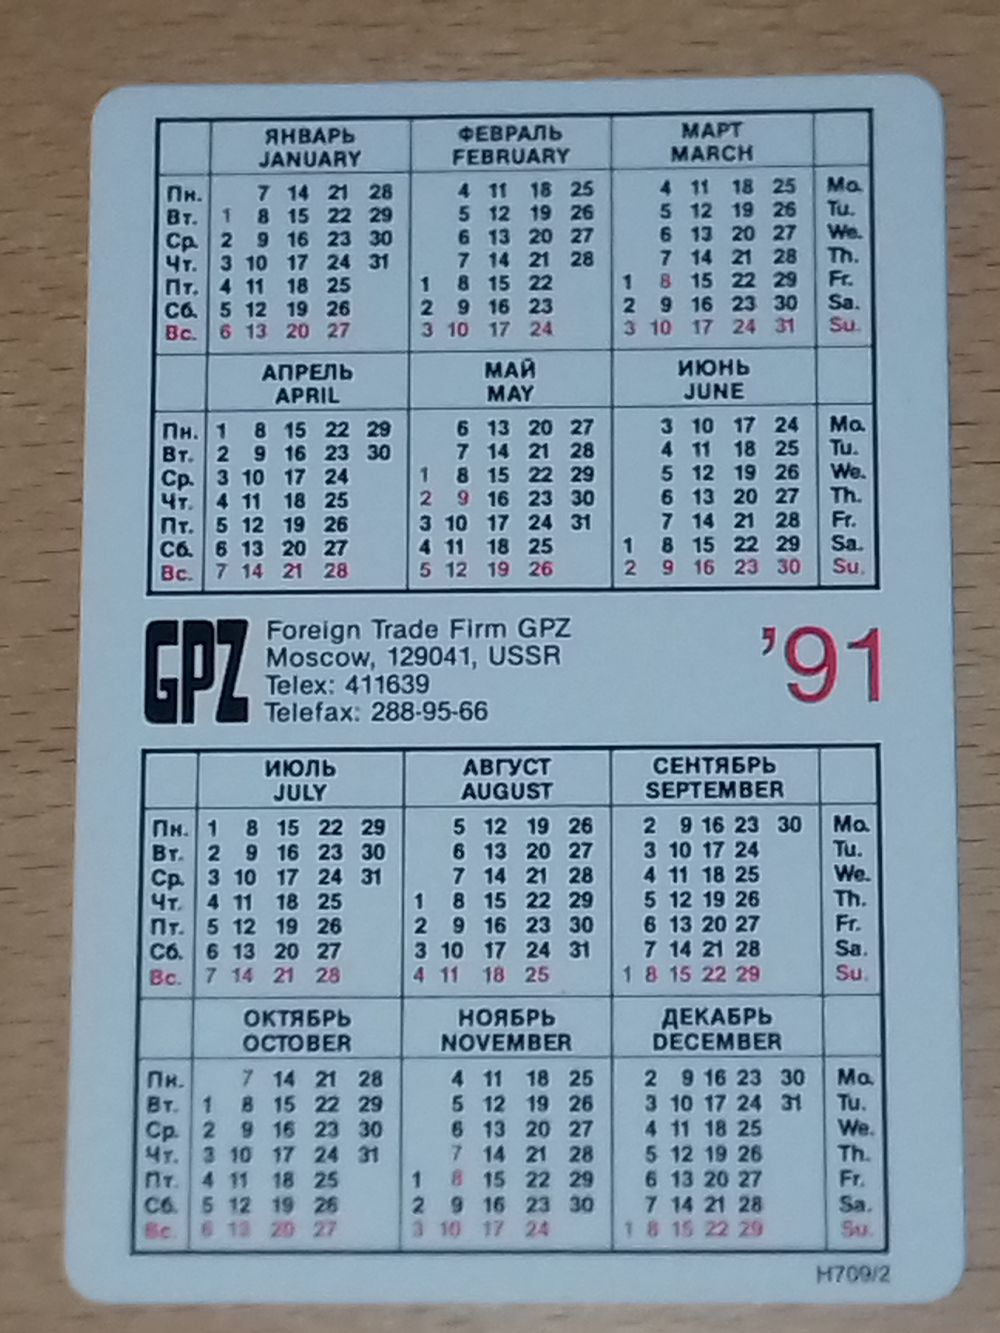 ЯНВАРЬ ФЕВРАЛЬ МАРТ
JANUARY FEBRUARY MARCH
Пн. 7 14 21 28 4 11 18 25 4 11 18 25 Mo.
Вт. 1 8 15 22 29 5 12 19 26 5 12 19 26 Tu.
Ср. 2 9 16 23 30 6 13 20 27 6 13 20 27 We.
Чт. 3 10 17 24 31 7 14 21 28 7 14 21 28 Th.
Пт. 4 11 18 25 1 8 15 22 1 8 15 22 29 Fr.
Сб. 5 12 19 26 2 9 16 23 2 9 16 23 30 Sa.
Вс. 6 13 20 27 3 10 17 24 3 10 17 24 31 Su.
АПРЕЛЬ МАЙ ИЮНЬ
APRIL MAY JUNE
Пн. 1 8 15 22 29 6 13 20 27 3 10 17 24 Mo.
Вт. 2 9 16 23 30 7 14 21 28 4 11 18 25 Tu.
Ср. 3 10 17 24 1 8 15 22 29 5 12 19 26 We.
Чт. 4 11 18 25 2 9 16 23 30 6 13 20 27 Th.
Пт. 5 12 19 26 3 10 17 24 31 7 14 21 28 Fr.
Сб. 6 13 20 27 4 11 18 25 1 8 15 22 29 Sa.
Вс. 7 14 21 28 5 12 19 26 2 9 16 23 30 Su.
GPZ
Foreign Trade Firm GPZ
Moscow, 129041, USSR
Telex: 411639
Telefax: 288-95-66
'91
ИЮЛЬ АВГУСТ СЕНТЯБРЬ
JULY AUGUST SEPTEMBER
Пн. 1 8 15 22 29 5 12 19 26 2 9 16 23 30 Mo.
Вт. 2 9 16 23 30 6 13 20 27 3 10 17 24 Tu.
Ср. 3 10 17 24 31 7 14 21 28 4 11 18 25 We.
Чт. 4 11 18 25 1 8 15 22 29 5 12 19 26 Th.
Пт. 5 12 19 26 2 9 16 23 30 6 13 20 27 Fr.
Сб. 6 13 20 27 3 10 17 24 31 7 14 21 28 Sa.
Вс. 7 14 21 28 4 11 18 25 1 8 15 22 29 Su.
ОКТЯБРЬ НОЯБРЬ ДЕКАБРЬ
OCTOBER NOVEMBER DECEMBER
Пн. 7 14 21 28 4 11 18 25 2 9 16 23 30 Mo.
Вт. 1 8 15 22 29 5 12 19 26 3 10 17 24 31 Tu.
Ср. 2 9 16 23 30 6 13 20 27 4 11 18 25 We.
Чт. 3 10 17 24 31 7 14 21 28 5 12 19 26 Th.
Пт. 4 11 18 25 1 8 15 22 29 6 13 20 27 Fr.
Сб. 5 12 19 26 2 9 16 23 30 7 14 21 28 Sa.
Вс. 6 13 20 27 3 10 17 24 1 8 15 22 29 Su.
H709/2